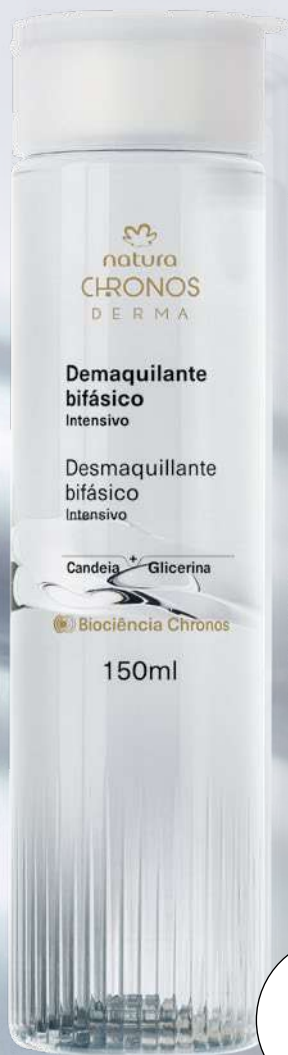 natura
CHRONOS
DERMA
Demaquilante
bifásico
Intensivo
Desmaquillante
bifásico
Intensivo
Candeia + Glicerina
Biociência Chronos
150ml